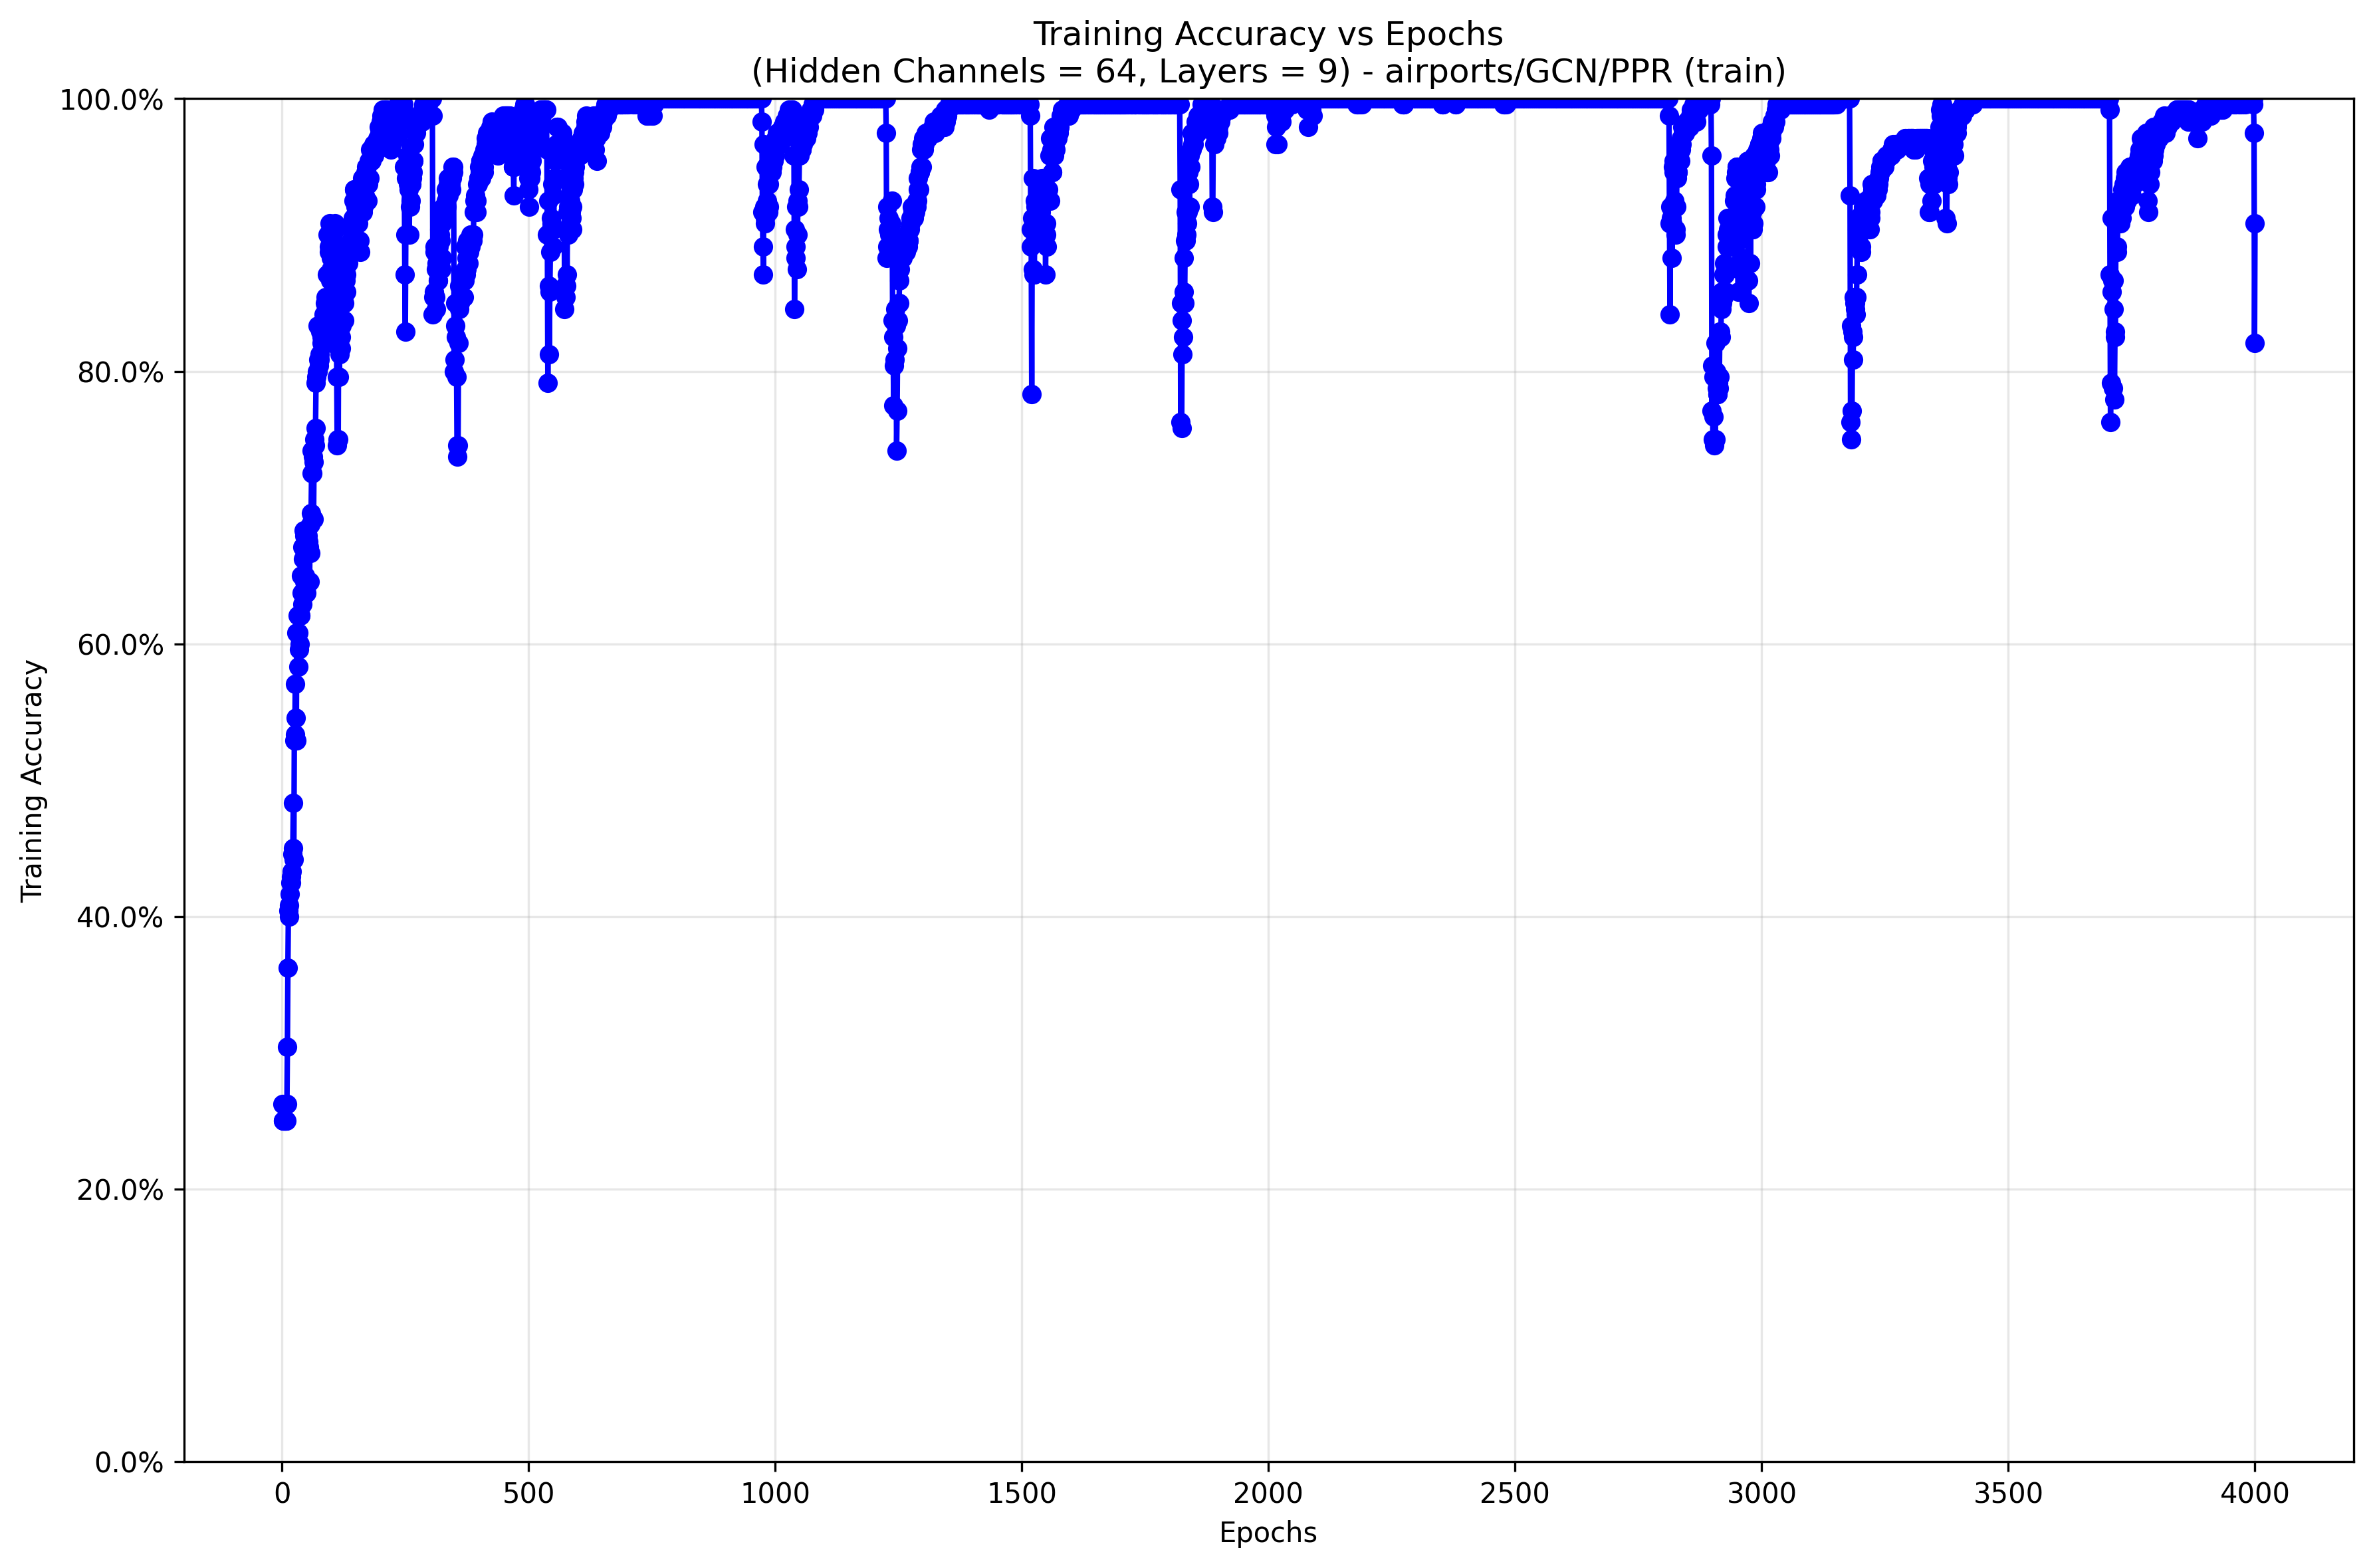 Training Accuracy vs Epochs
(Hidden Channels = 64, Layers = 9) - airports/GCN/PPR (train)
Training Accuracy
100.0%
80.0%
60.0%
40.0%
20.0%
0.0%
0 500 1000 1500 2000 2500 3000 3500 4000
Epochs